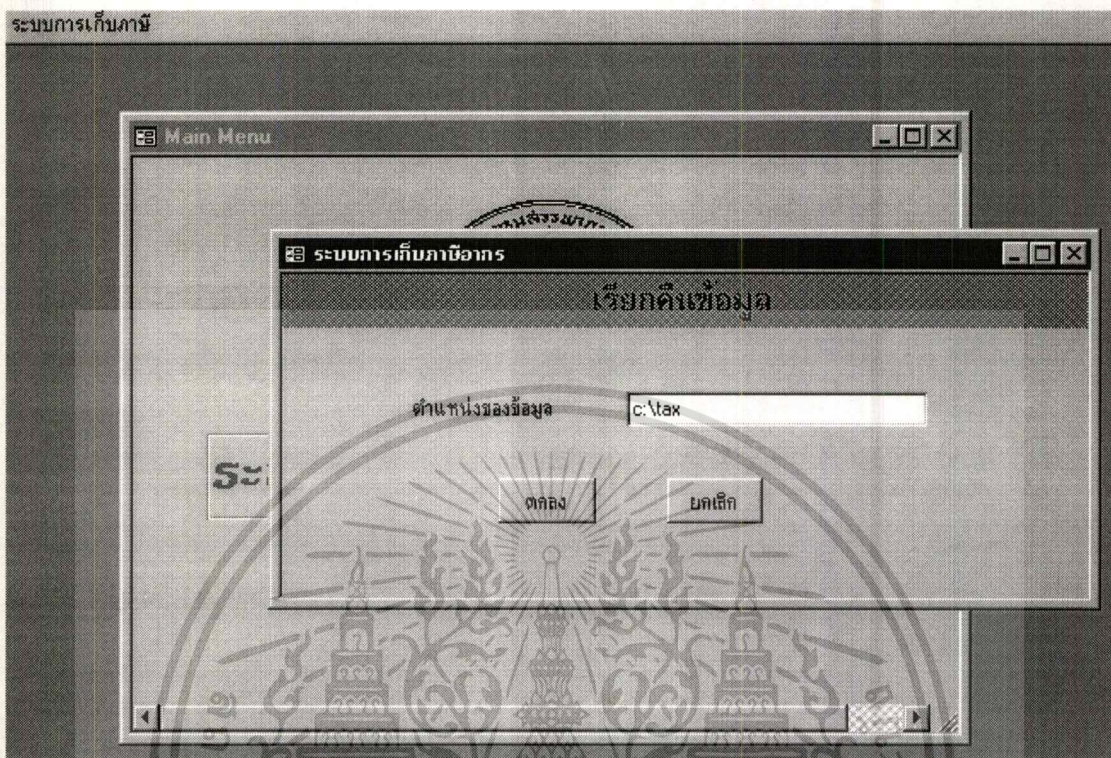 ระบบการเก็บภาษี
Main Menu
ระบบการเก็บภาษีอากร
เรียกคืนข้อมูล
ตำแหน่งของข้อมูล
c:\tax
ระ
ตกลง
ยกเลิก